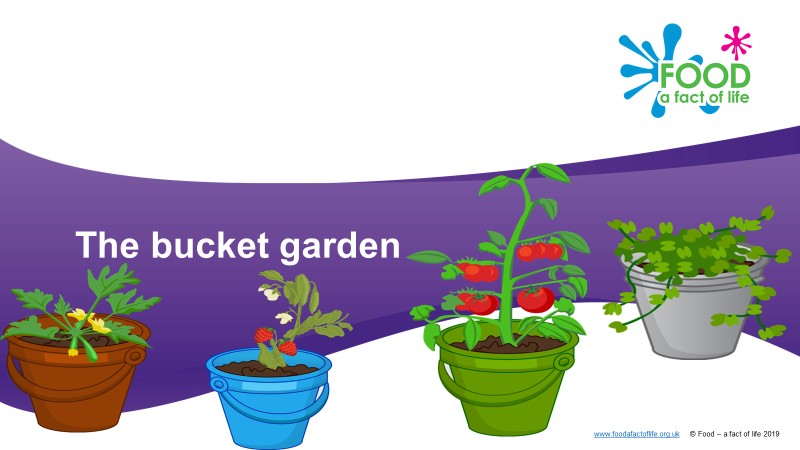 FOOD
a fact of life
The bucket garden
www.foodafactoflife.org.uk © Food – a fact of life 2019